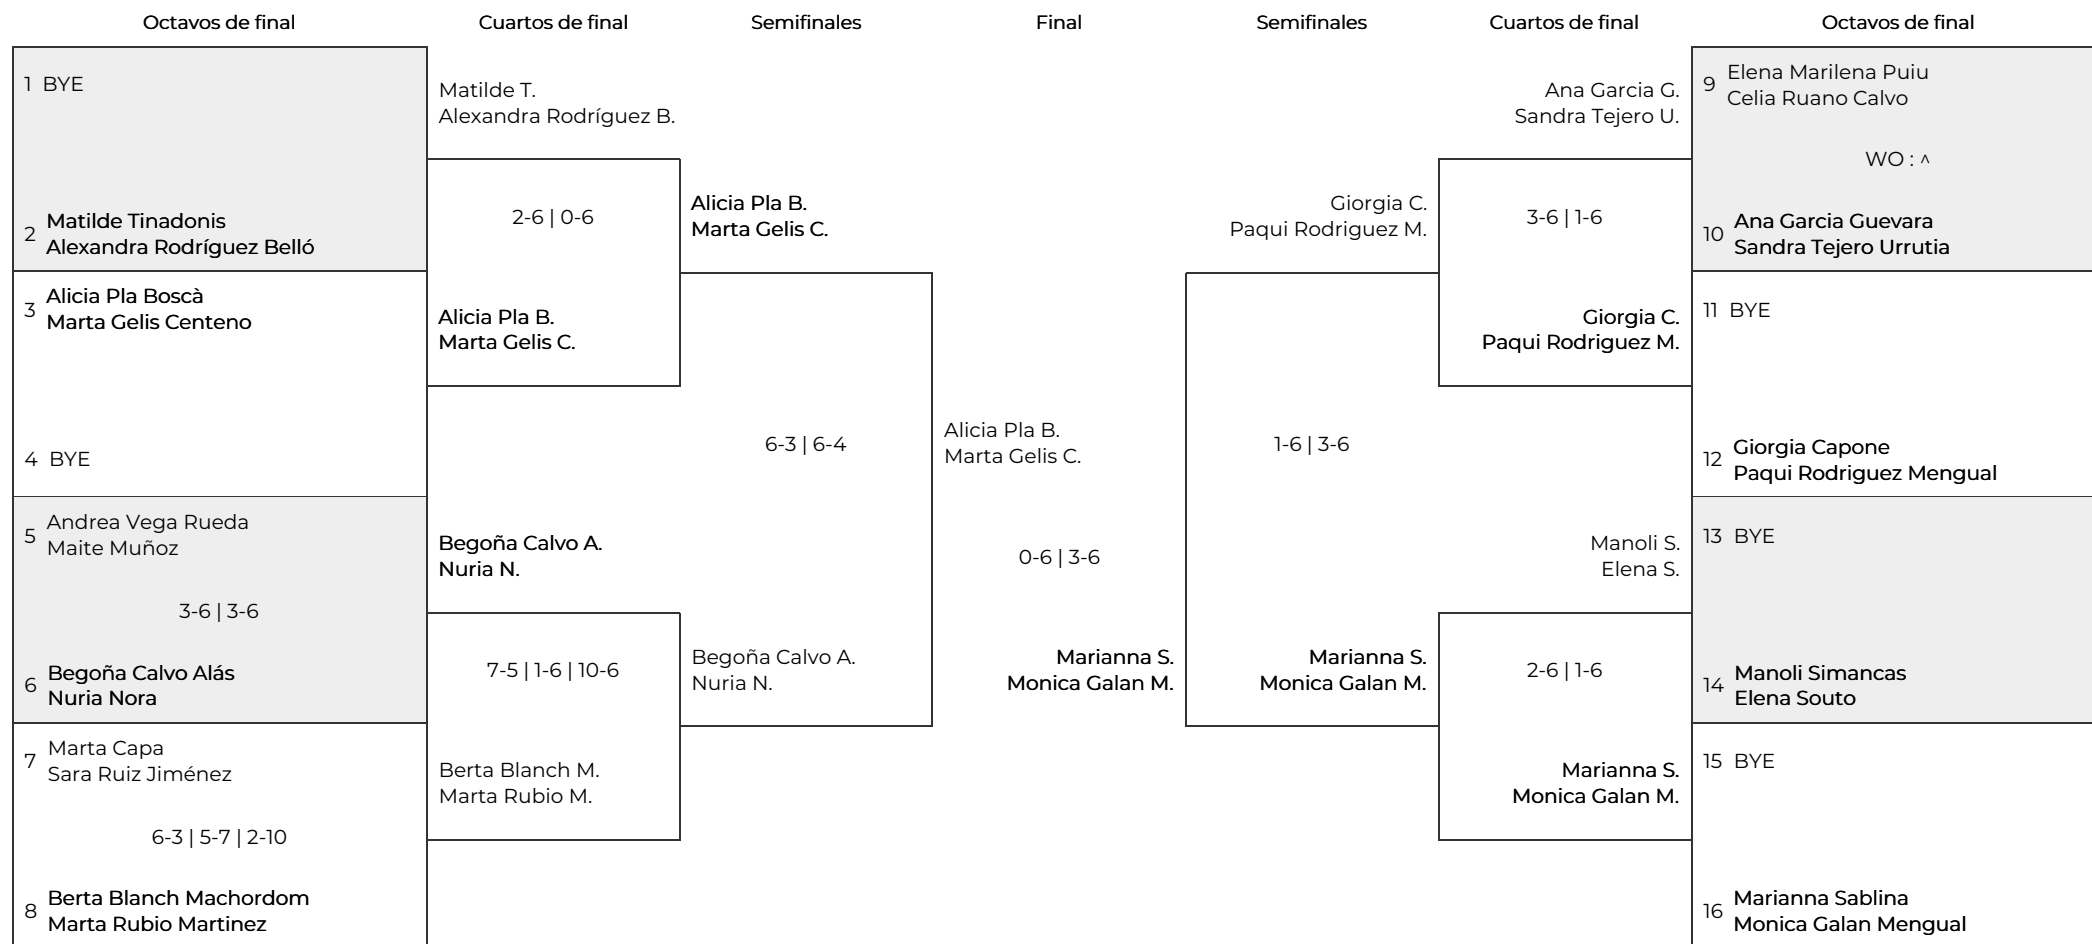 Octavos de final
Cuartos de final
Semifinales
Final
Semifinales
Cuartos de final
Octavos de final
1 BYE
2 Matilde Tinadonis
Alexandra Rodríguez Belló
3 Alicia Pla Boscà
Marta Gelis Centeno
4 BYE
5 Andrea Vega Rueda
Maite Muñoz
3-6 | 3-6
6 Begoña Calvo Alás
Nuria Nora
7 Marta Capa
Sara Ruiz Jiménez
6-3 | 5-7 | 2-10
8 Berta Blanch Machordom
Marta Rubio Martinez
Matilde T.
Alexandra Rodríguez B.
2-6 | 0-6
Alicia Pla B.
Marta Gelis C.
Begoña Calvo A.
Nuria N.
7-5 | 1-6 | 10-6
Berta Blanch M.
Marta Rubio M.
Alicia Pla B.
Marta Gelis C.
6-3 | 6-4
Begoña Calvo A.
Nuria N.
Alicia Pla B.
Marta Gelis C.
0-6 | 3-6
Marianna S.
Monica Galan M.
Giorgia C.
Paqui Rodriguez M.
1-6 | 3-6
Marianna S.
Monica Galan M.
Ana Garcia G.
Sandra Tejero U.
3-6 | 1-6
Giorgia C.
Paqui Rodriguez M.
Manoli S.
Elena S.
2-6 | 1-6
Marianna S.
Monica Galan M.
9 Elena Marilena Puiu
Celia Ruano Calvo
WO : ^
10 Ana Garcia Guevara
Sandra Tejero Urrutia
11 BYE
12 Giorgia Capone
Paqui Rodriguez Mengual
13 BYE
14 Manoli Simancas
Elena Souto
15 BYE
16 Marianna Sablina
Monica Galan Mengual